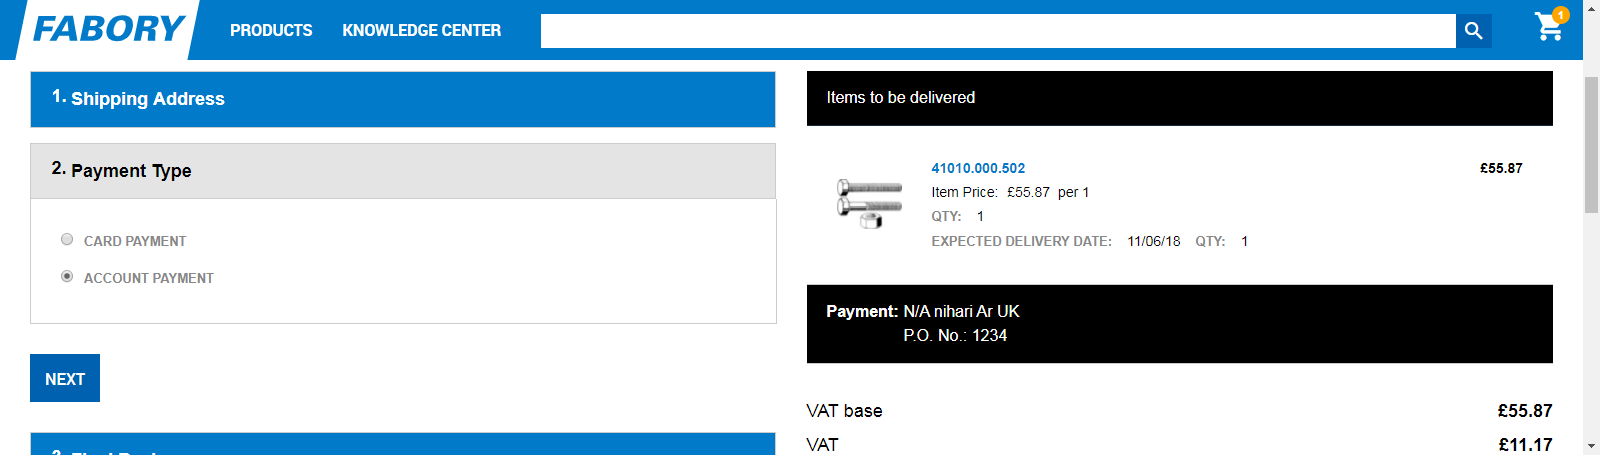 FABORY
PRODUCTS
KNOWLEDGE CENTER
1
1. Shipping Address
2. Payment Type
CARD PAYMENT
ACCOUNT PAYMENT
NEXT
Items to be delivered
41010.000.502
£55.87
Item Price: £55.87 per 1
QTY: 1
EXPECTED DELIVERY DATE: 11/06/18 QTY: 1
Payment: N/A nihari Ar UK
P.O. No.: 1234
VAT base £55.87
VAT £11.17